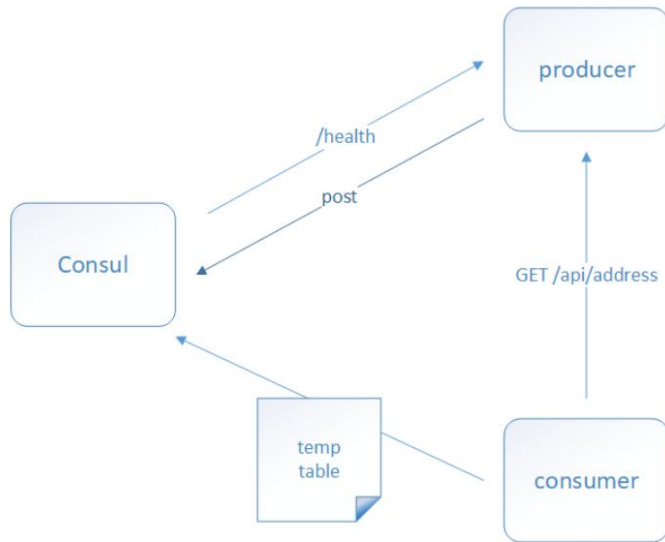 producer
/health
post
Consul
GET /api/address
temp
table
consumer